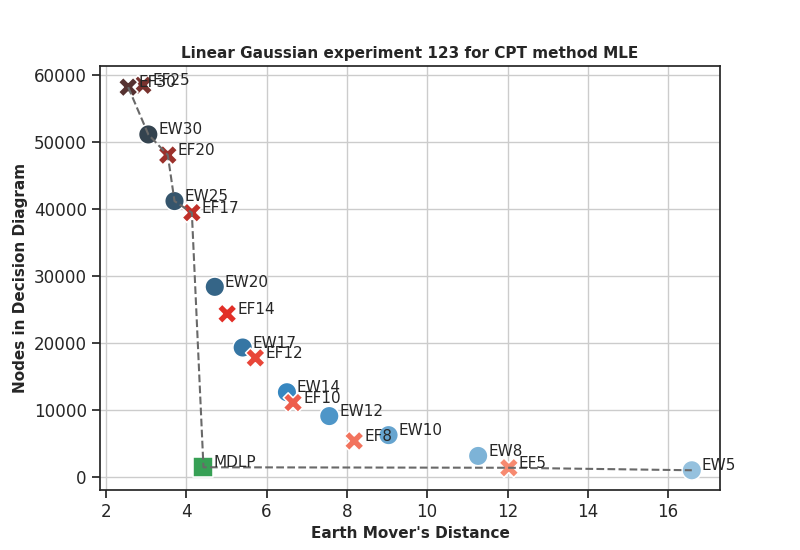 Linear Gaussian experiment 123 for CPT method MLE
60000
50000
40000
30000
20000
10000
0
Nodes in Decision Diagram
EF30
EF25
EW30
EF20
EW25
EF17
EW20
EF14
EW17
EF12
EW14
EF10
EW12
EF8
EW10
EW8
MDLP
EF5
EW5
2 4 6 8 10 12 14 16
Earth Mover's Distance